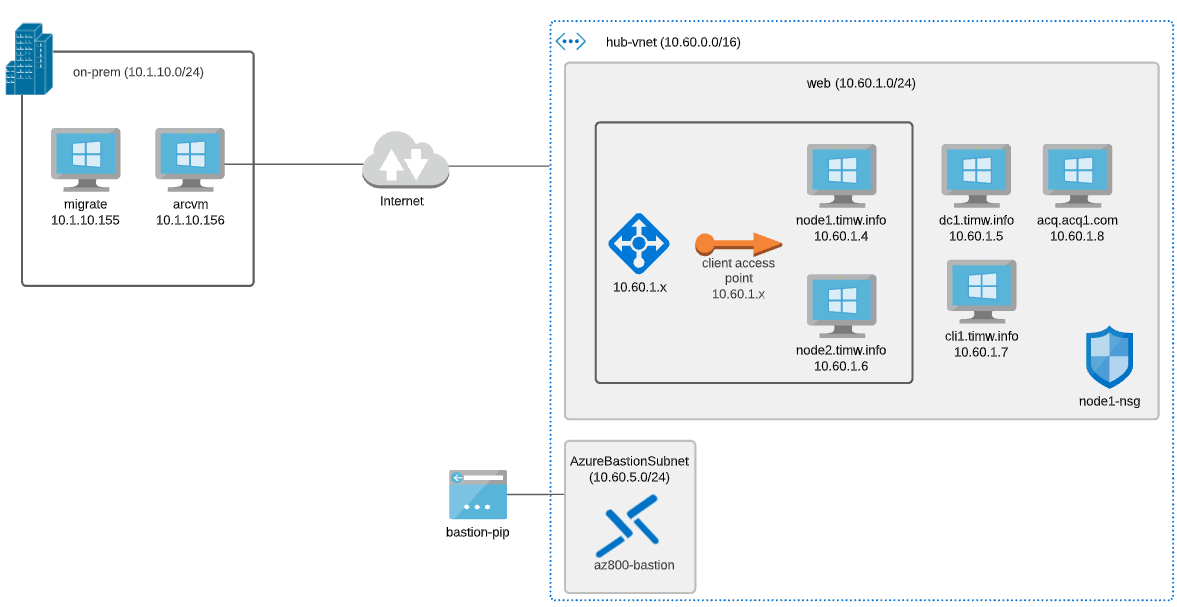 on-prem (10.1.10.0/24)
migrate
10.1.10.155
arcvm
10.1.10.156
Internet
hub-vnet (10.60.0.0/16)
web (10.60.1.0/24)
10.60.1.x
client access
point
10.60.1.x
node1.timw.info
10.60.1.4
node2.timw.info
10.60.1.6
dc1.timw.info
10.60.1.5
acq.acq1.com
10.60.1.8
cli1.timw.info
10.60.1.7
node1-nsg
bastion-pip
AzureBastionSubnet
(10.60.5.0/24)
az800-bastion